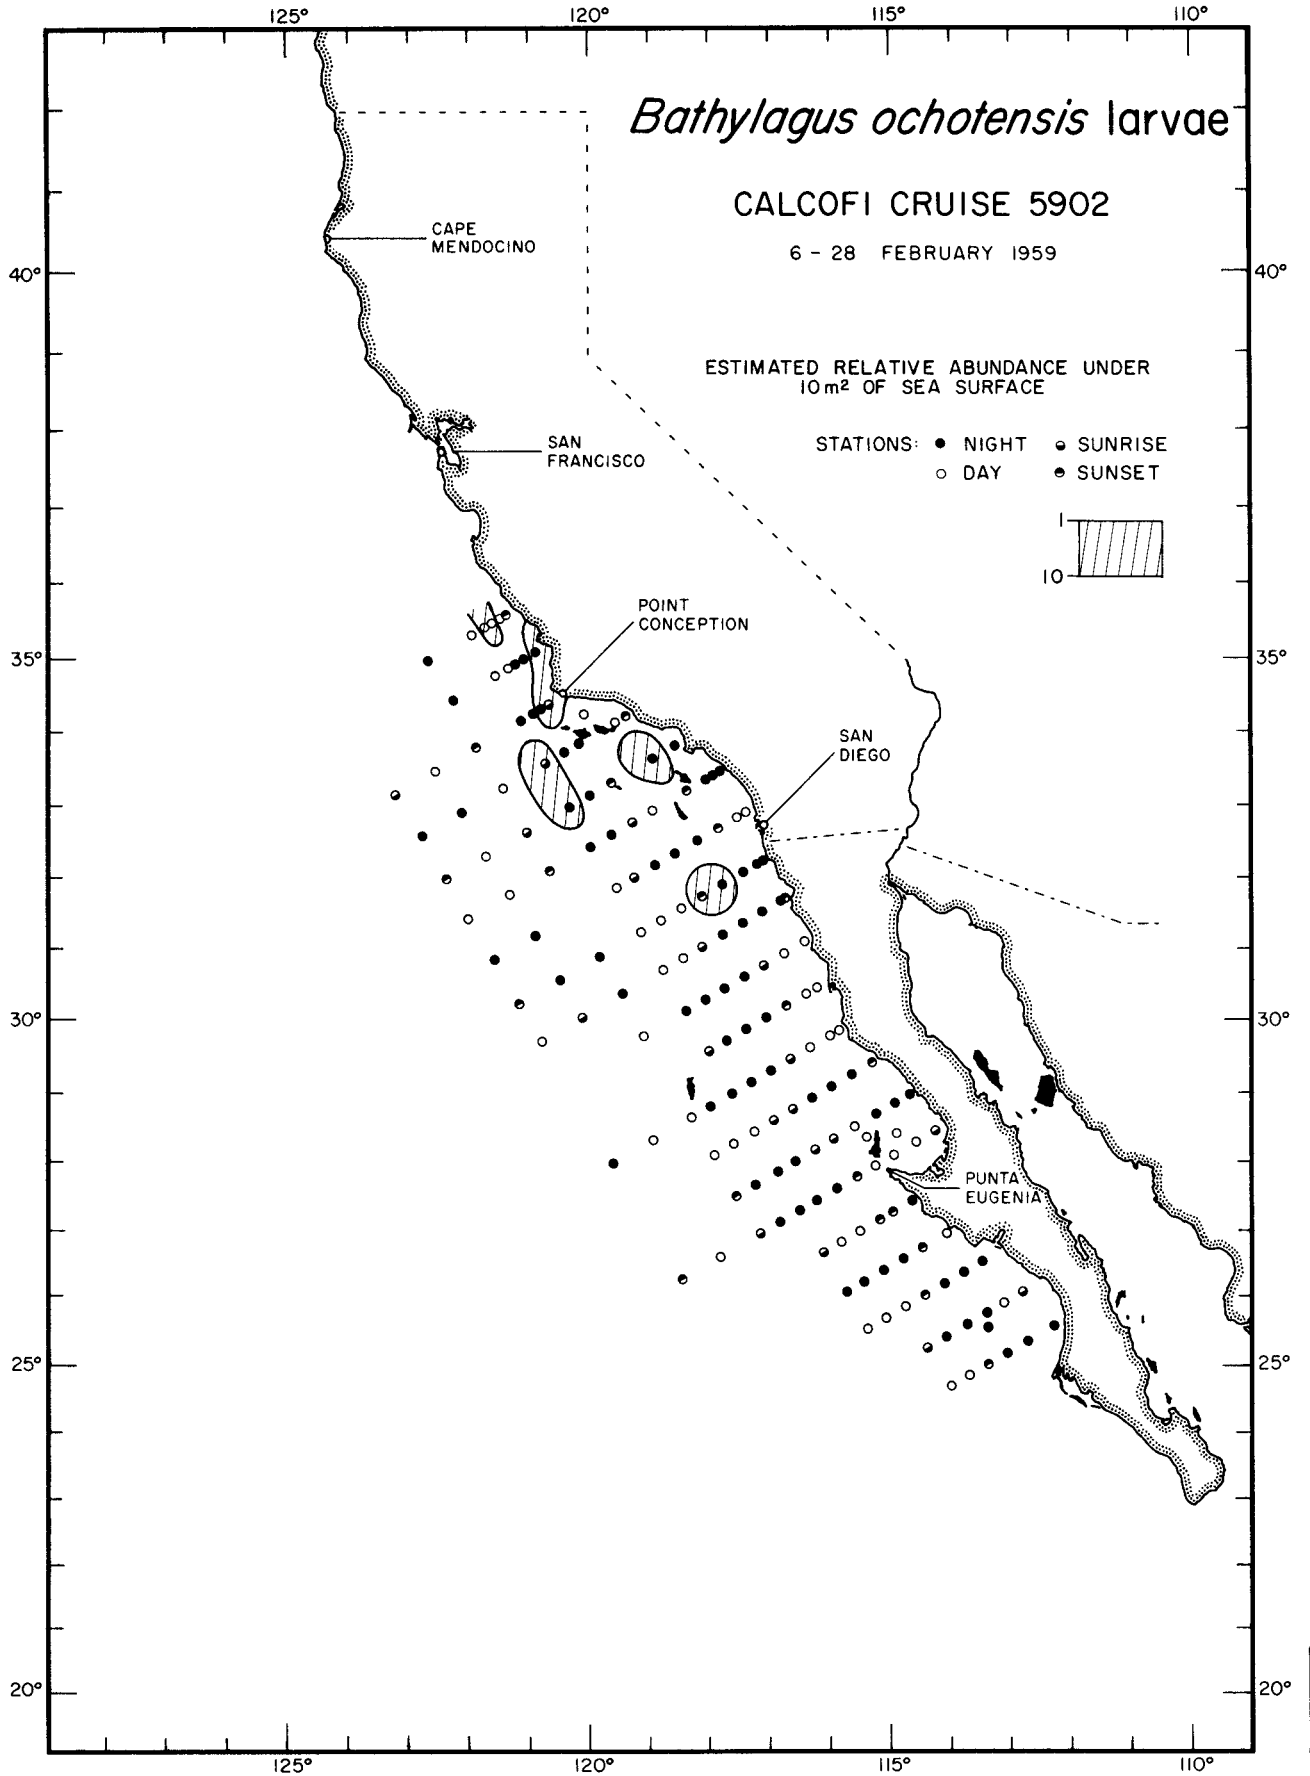 125° 120° 115° 110°
Bathylagus ochotensis larvae
CALCOFI CRUISE 5902
6 – 28 FEBRUARY 1959
CAPE
MENDOCINO
40° 40°
ESTIMATED RELATIVE ABUNDANCE UNDER
10m² OF SEA SURFACE
STATIONS: ● NIGHT SUNRISE
○ DAY SUNSET
SAN
FRANCISCO
1
10
POINT
CONCEPTION
35° 35°
SAN
DIEGO
30° 30°
PUNTA
EUGENIA
25° 25°
20° 20°
125° 120° 115° 110°